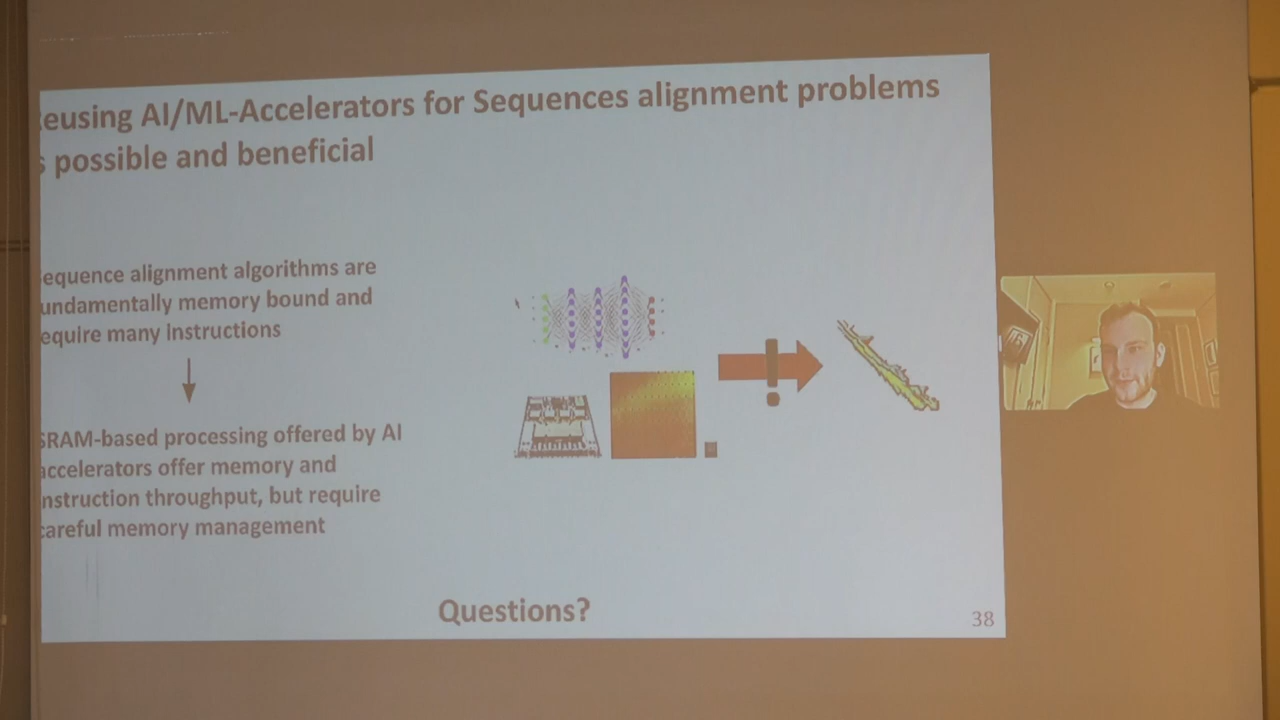 eusing AI/ML-Accelerators for Sequences alignment problems
s possible and beneficial
equence alignment algorithms are
undamentally memory bound and
equire many instructions
SRAM-based processing offered by AI
accelerators offer memory and
nstruction throughput, but require
careful memory management
Questions?
38